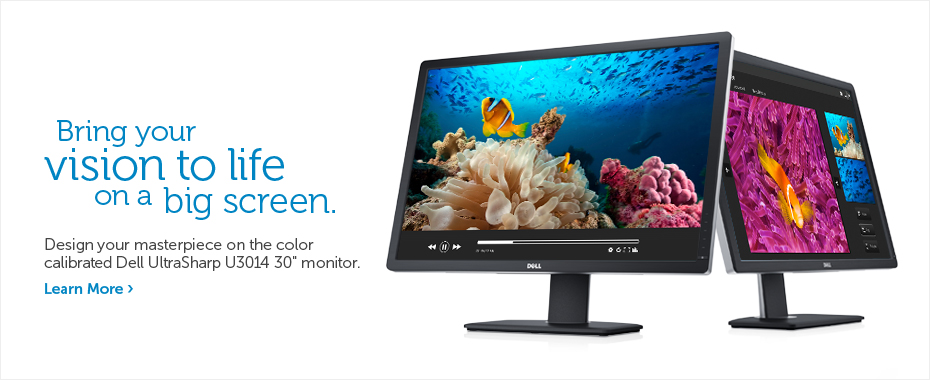 Bring your
vision to life
on a big screen.
Design your masterpiece on the color
calibrated Dell UltraSharp U3014 30" monitor.
Learn More >
DELL
DELL